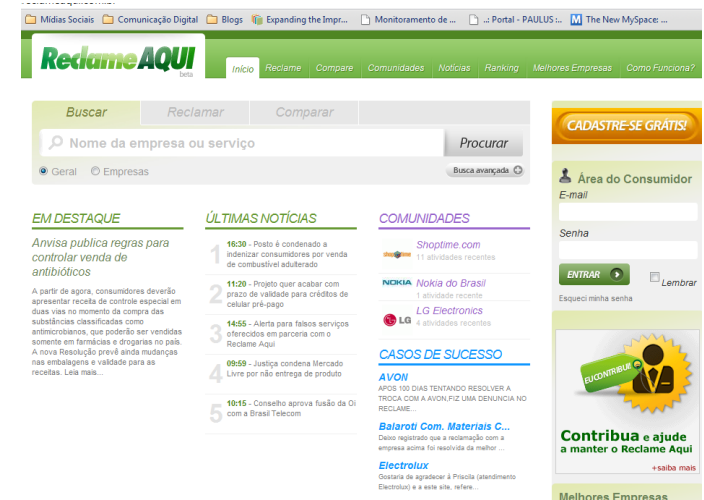 Mídias Sociais Comunicação Digital Blogs Expanding the Impr... Monitoramento de ... ..: Portal - PAULUS :.. The New MySpace: ...
ReclameAQUI
beta
Início Reclame Compare Comunidades Notícias Ranking Melhores Empresas Como Funciona?
Buscar Reclamar Comparar
Nome da empresa ou serviço
Procurar
Geral Empresas
Busca avançada
CADASTRE-SE GRÁTIS!
Área do Consumidor
E-mail
Senha
ENTRAR
Lembrar
Esqueci minha senha
EM DESTAQUE
Anvisa publica regras para
controlar venda de
antibióticos
A partir de agora, consumidores deverão
apresentar receita de controle especial em
duas vias no momento da compra das
substâncias classificadas como
antimicrobianos, que poderão ser vendidas
somente em farmácias e drogarias no país.
A nova Resolução prevê ainda mudanças
nas embalagens e validade para as
receitas. Leia mais...
ÚLTIMAS NOTÍCIAS
1 16:30 - Posto é condenado a
indenizar consumidores por venda
de combustível adulterado
2 11:20 - Projeto quer acabar com
prazo de validade para créditos de
celular pré-pago
3 14:55 - Alerta para falsos serviços
oferecidos em parceria com o
Reclame Aqui
4 09:59 - Justiça condena Mercado
Livre por não entrega de produto
5 10:15 - Conselho aprova fusão da Oi
com a Brasil Telecom
COMUNIDADES
Shoptime.com
11 atividades recentes
NOKIA Nokia do Brasil
1 atividade recente
LG LG Electronics
4 atividades recentes
CASOS DE SUCESSO
AVON
APOS 100 DIAS TENTANDO RESOLVER A
TROCA COM A AVON,FIZ UMA DENUNCIA NO
RECLAME...
Balaroti Com. Materiais C...
Deixo registrado que a reclamação com a
empresa acima foi resolvida da melhor ...
Electrolux
Gostaria de agradecer à Priscila (atendimento
Electrolux) e a este site, refere...
EU CONTRIBUI!
Contribua e ajude
a manter o Reclame Aqui
+saiba mais
Melhores Empresas